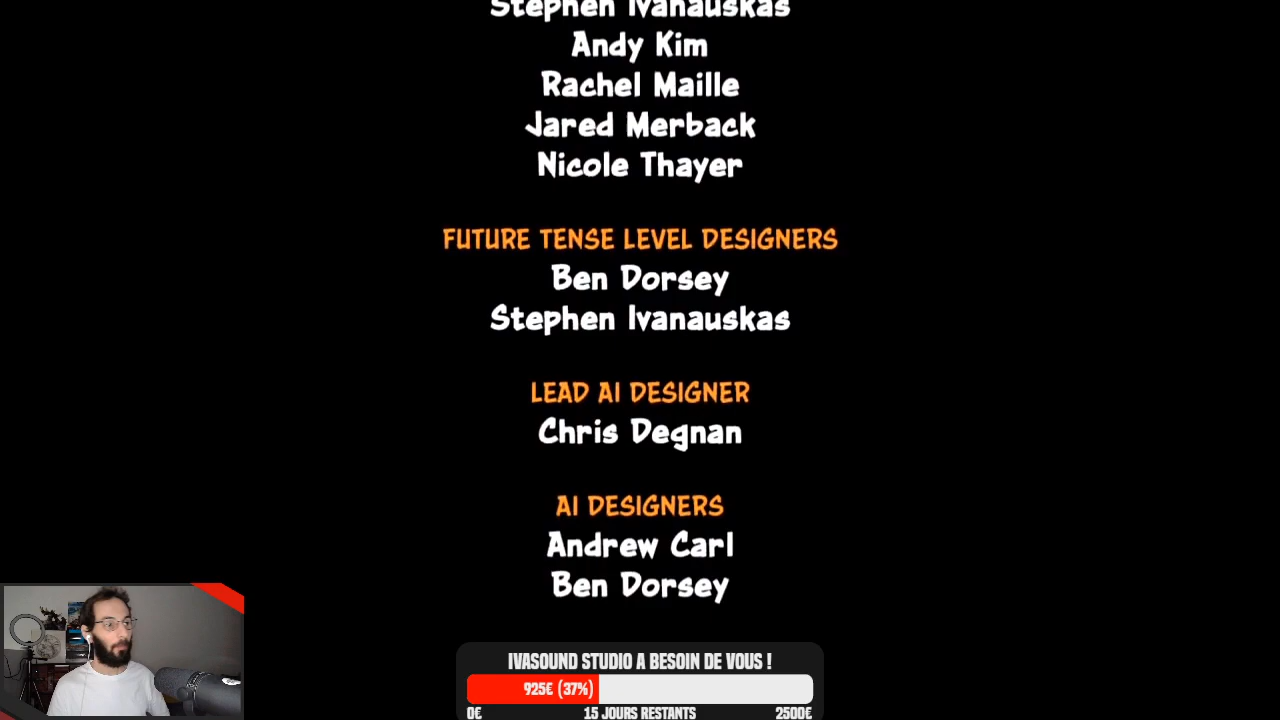 Stephen Ivanauskas
Andy Kim
Rachel Maille
Jared Merback
Nicole Thayer
FUTURE TENSE LEVEL DESIGNERS
Ben Dorsey
Stephen Ivanauskas
LEAD AI DESIGNER
Chris Degnan
AI DESIGNERS
Andrew Carl
Ben Dorsey
IVASOUND STUDIO A BESOIN DE VOUS !
925€ (37%)
0€ 15 JOURS RESTANTS 2500€